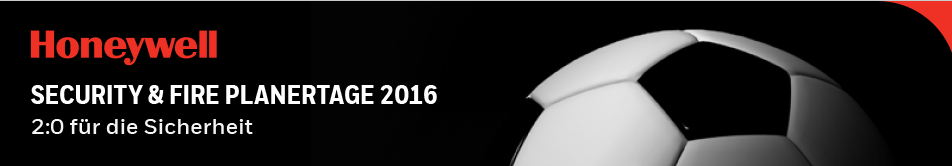 Honeywell
SECURITY & FIRE PLANERTAGE 2016
2:0 für die Sicherheit